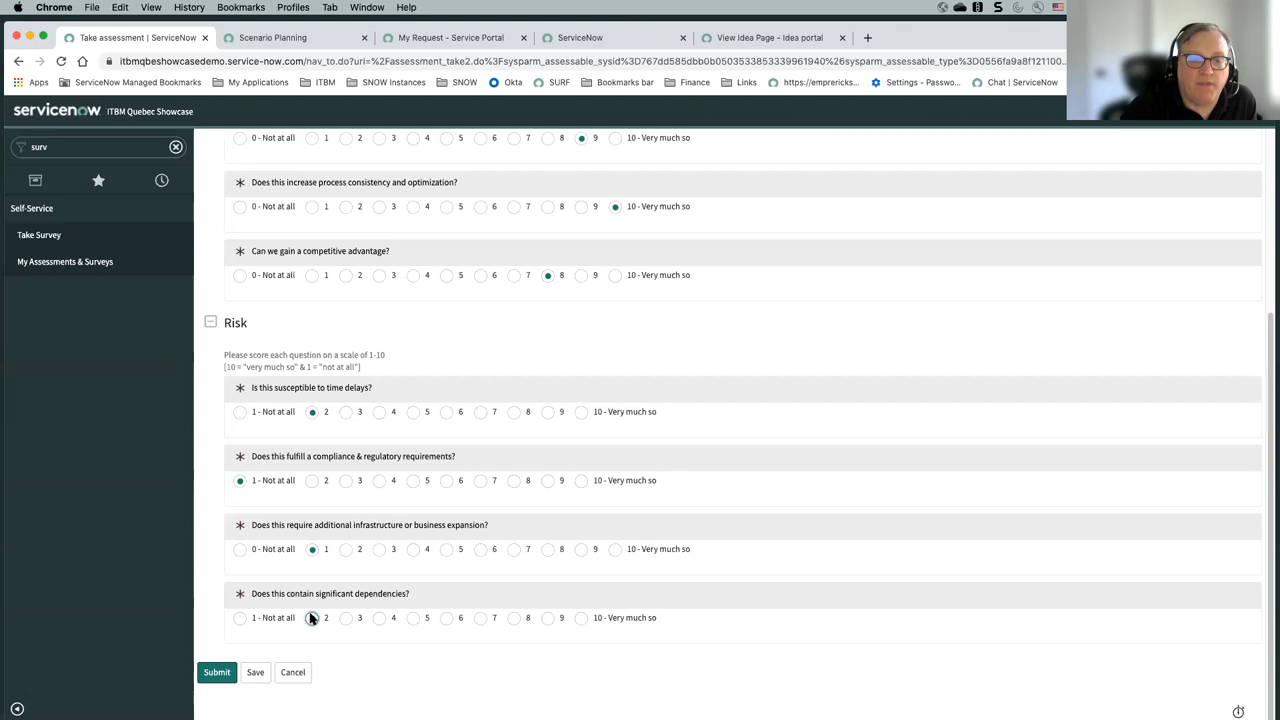 Chrome File Edit View History Bookmarks Profiles Tab Window Help
Take assessment | ServiceNow Scenario Planning My Request - Service Portal ServiceNow View Idea Page - Idea portal
itbmqbeshowcasedemo.service-now.com/nav_to.do?uri=%2Fassessment_take2.do%3Fsysparm_assessable_sysid%3D767dd585dbb0b0503533853339961940%26sysparm_assessable_type%3D0556fa9a8f121100...
Apps ServiceNow Managed Bookmarks My Applications ITBM SNOW Instances SNOW Okta SURF Bookmarks bar Finance Links https://emprericks... Settings - Passwo... Chat | ServiceNow
servicenow ITBM Quebec Showcase
surv
Self-Service
Take Survey
My Assessments & Surveys
0 - Not at all 1 2 3 4 5 6 7 8 9 10 - Very much so
Does this increase process consistency and optimization?
0 - Not at all 1 2 3 4 5 6 7 8 9 10 - Very much so
Can we gain a competitive advantage?
0 - Not at all 1 2 3 4 5 6 7 8 9 10 - Very much so
Risk
Please score each question on a scale of 1-10
[10 = "very much so" & 1 = "not at all"]
Is this susceptible to time delays?
1 - Not at all 2 3 4 5 6 7 8 9 10 - Very much so
Does this fulfill a compliance & regulatory requirements?
1 - Not at all 2 3 4 5 6 7 8 9 10 - Very much so
Does this require additional infrastructure or business expansion?
0 - Not at all 1 2 3 4 5 6 7 8 9 10 - Very much so
Does this contain significant dependencies?
1 - Not at all 2 3 4 5 6 7 8 9 10 - Very much so
Submit Save Cancel